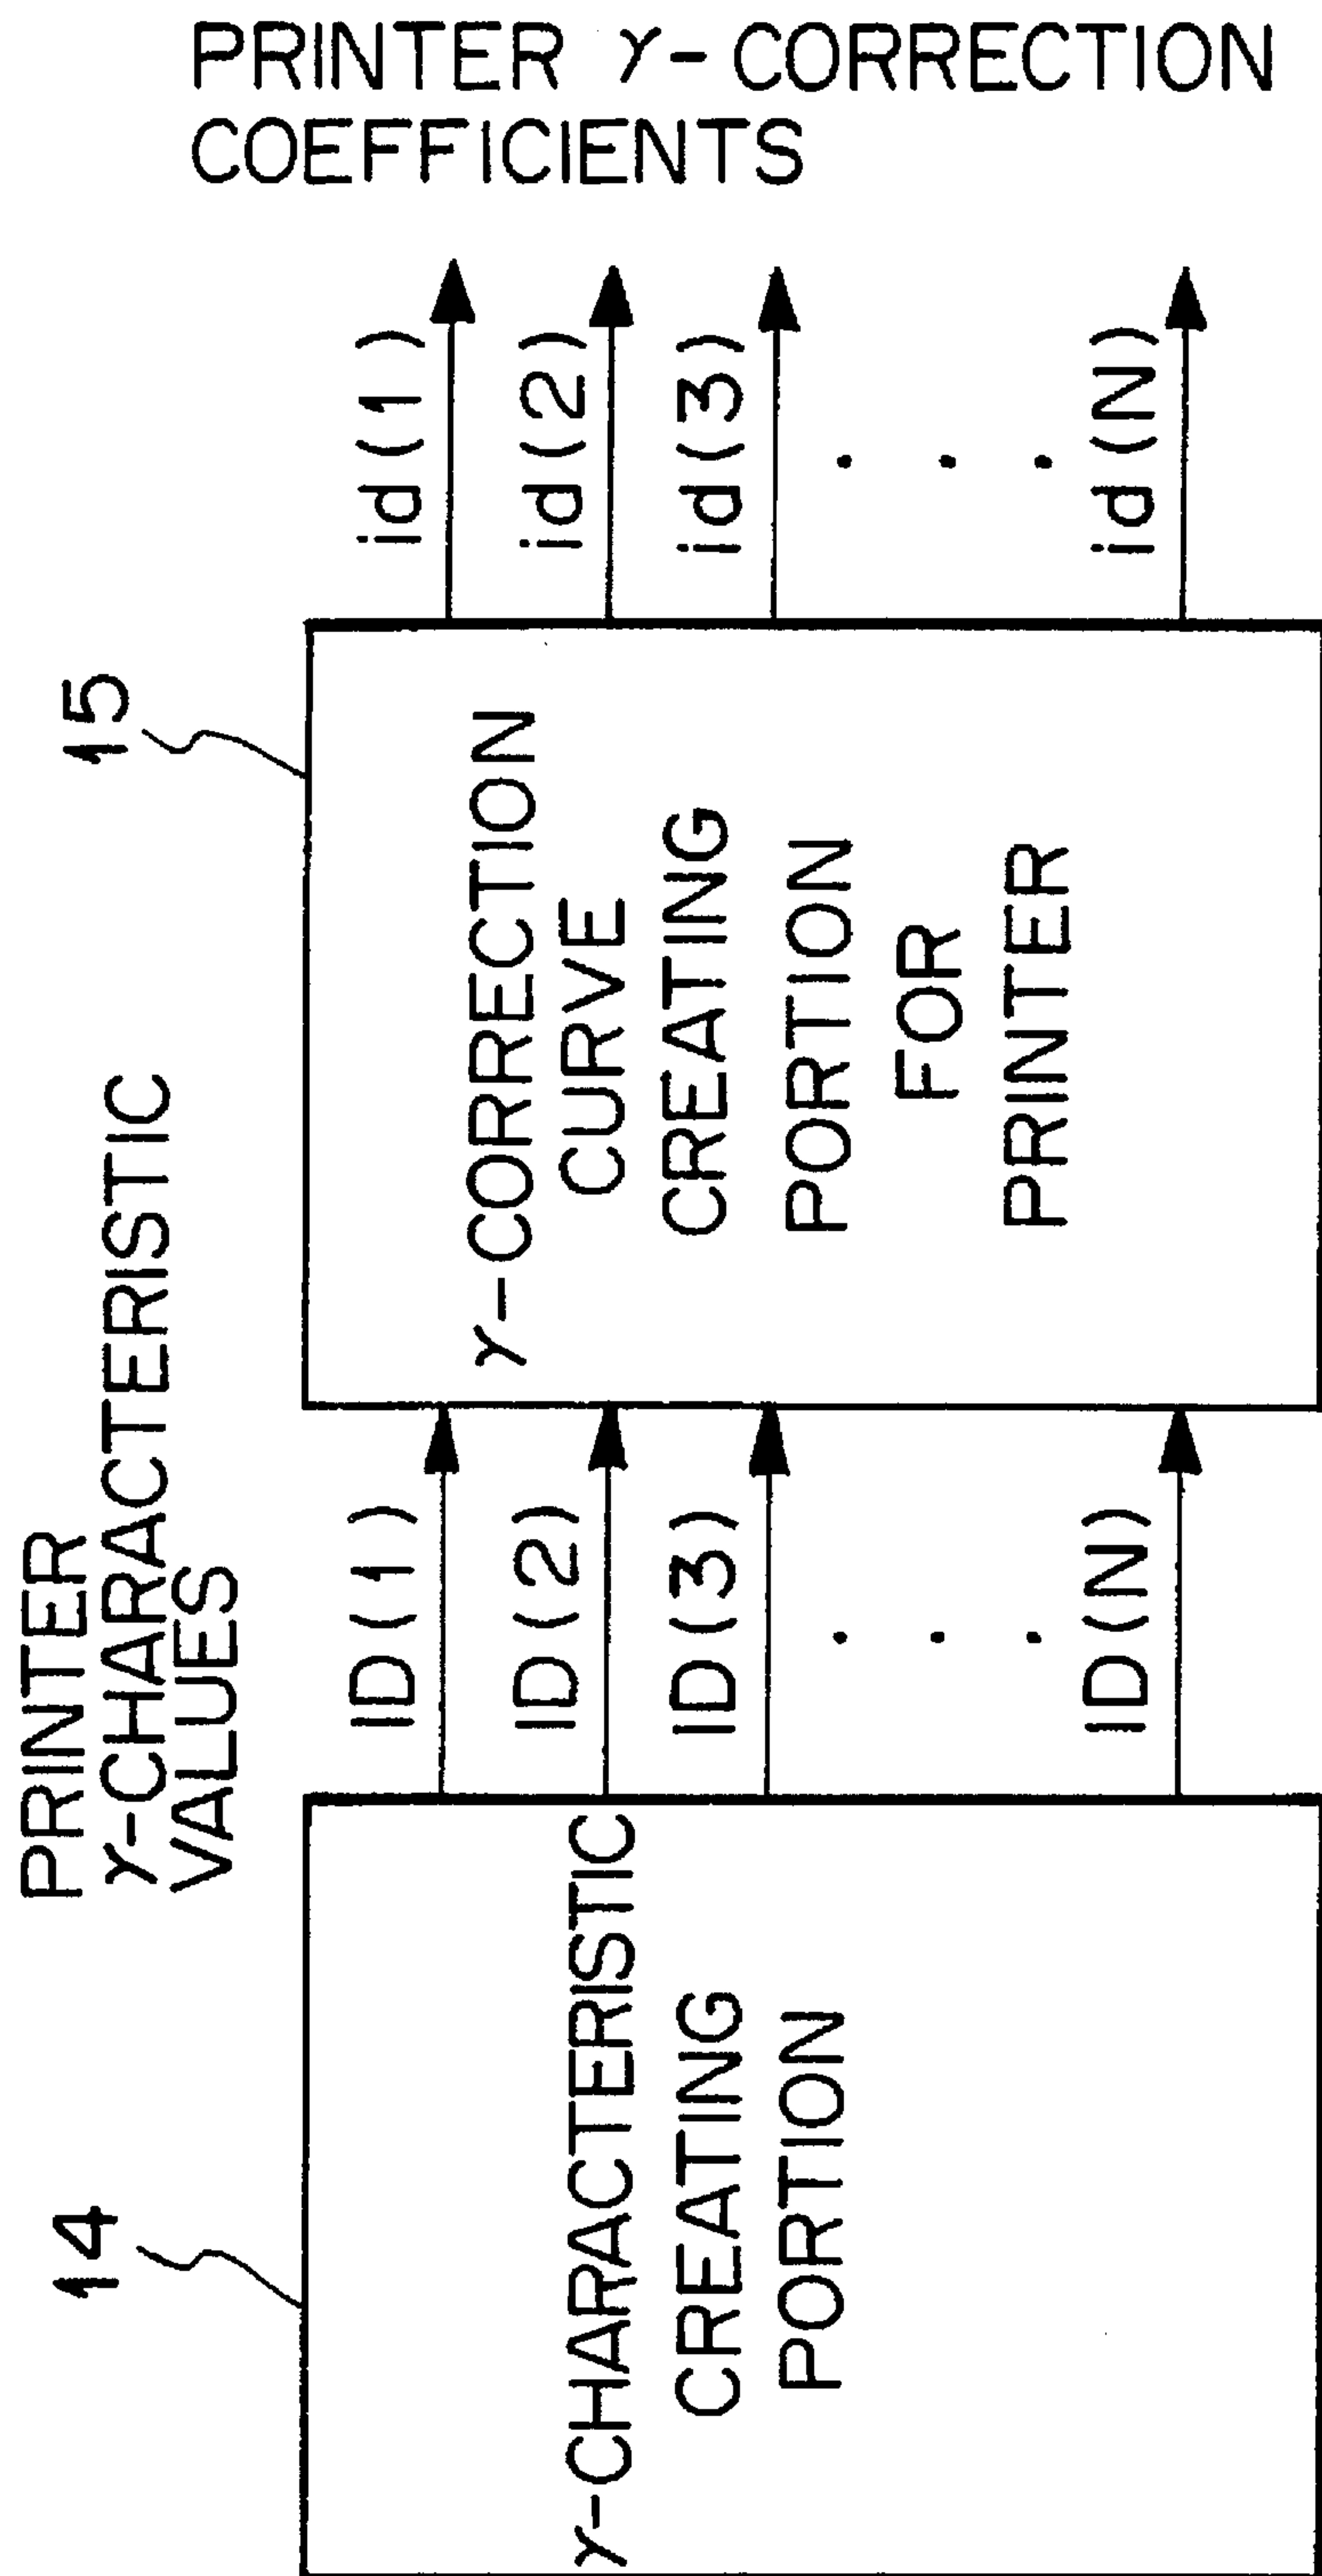 PRINTER γ-CORRECTION
COEFFICIENTS
14
γ-CHARACTERISTIC
CREATING
PORTION
PRINTER
γ-CHARACTERISTIC
VALUES
ID(1)
ID(2)
ID(3)
. . .
ID(N)
15
γ-CORRECTION
CURVE
CREATING
PORTION
FOR
PRINTER
id(1)
id(2)
id(3)
. . .
id(N)